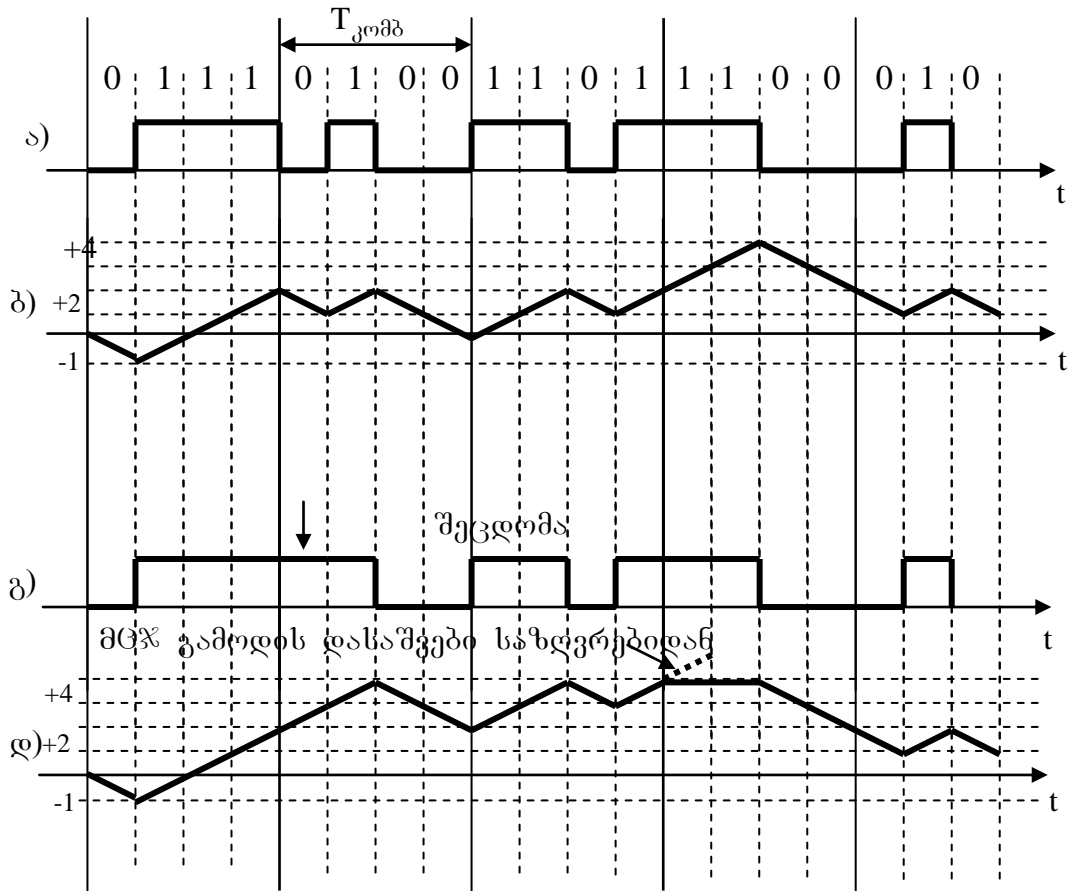 Tკომბ
0 1 1 1 0 1 0 0 1 1 0 1 1 1 0 0 0 1 0
ა)
t
+4
ბ) +2
-1
t
შეცდომა
გ)
t
მცჯ გამოდის დასაშვები საზღვრებიდან
+4
დ) +2
-1
t